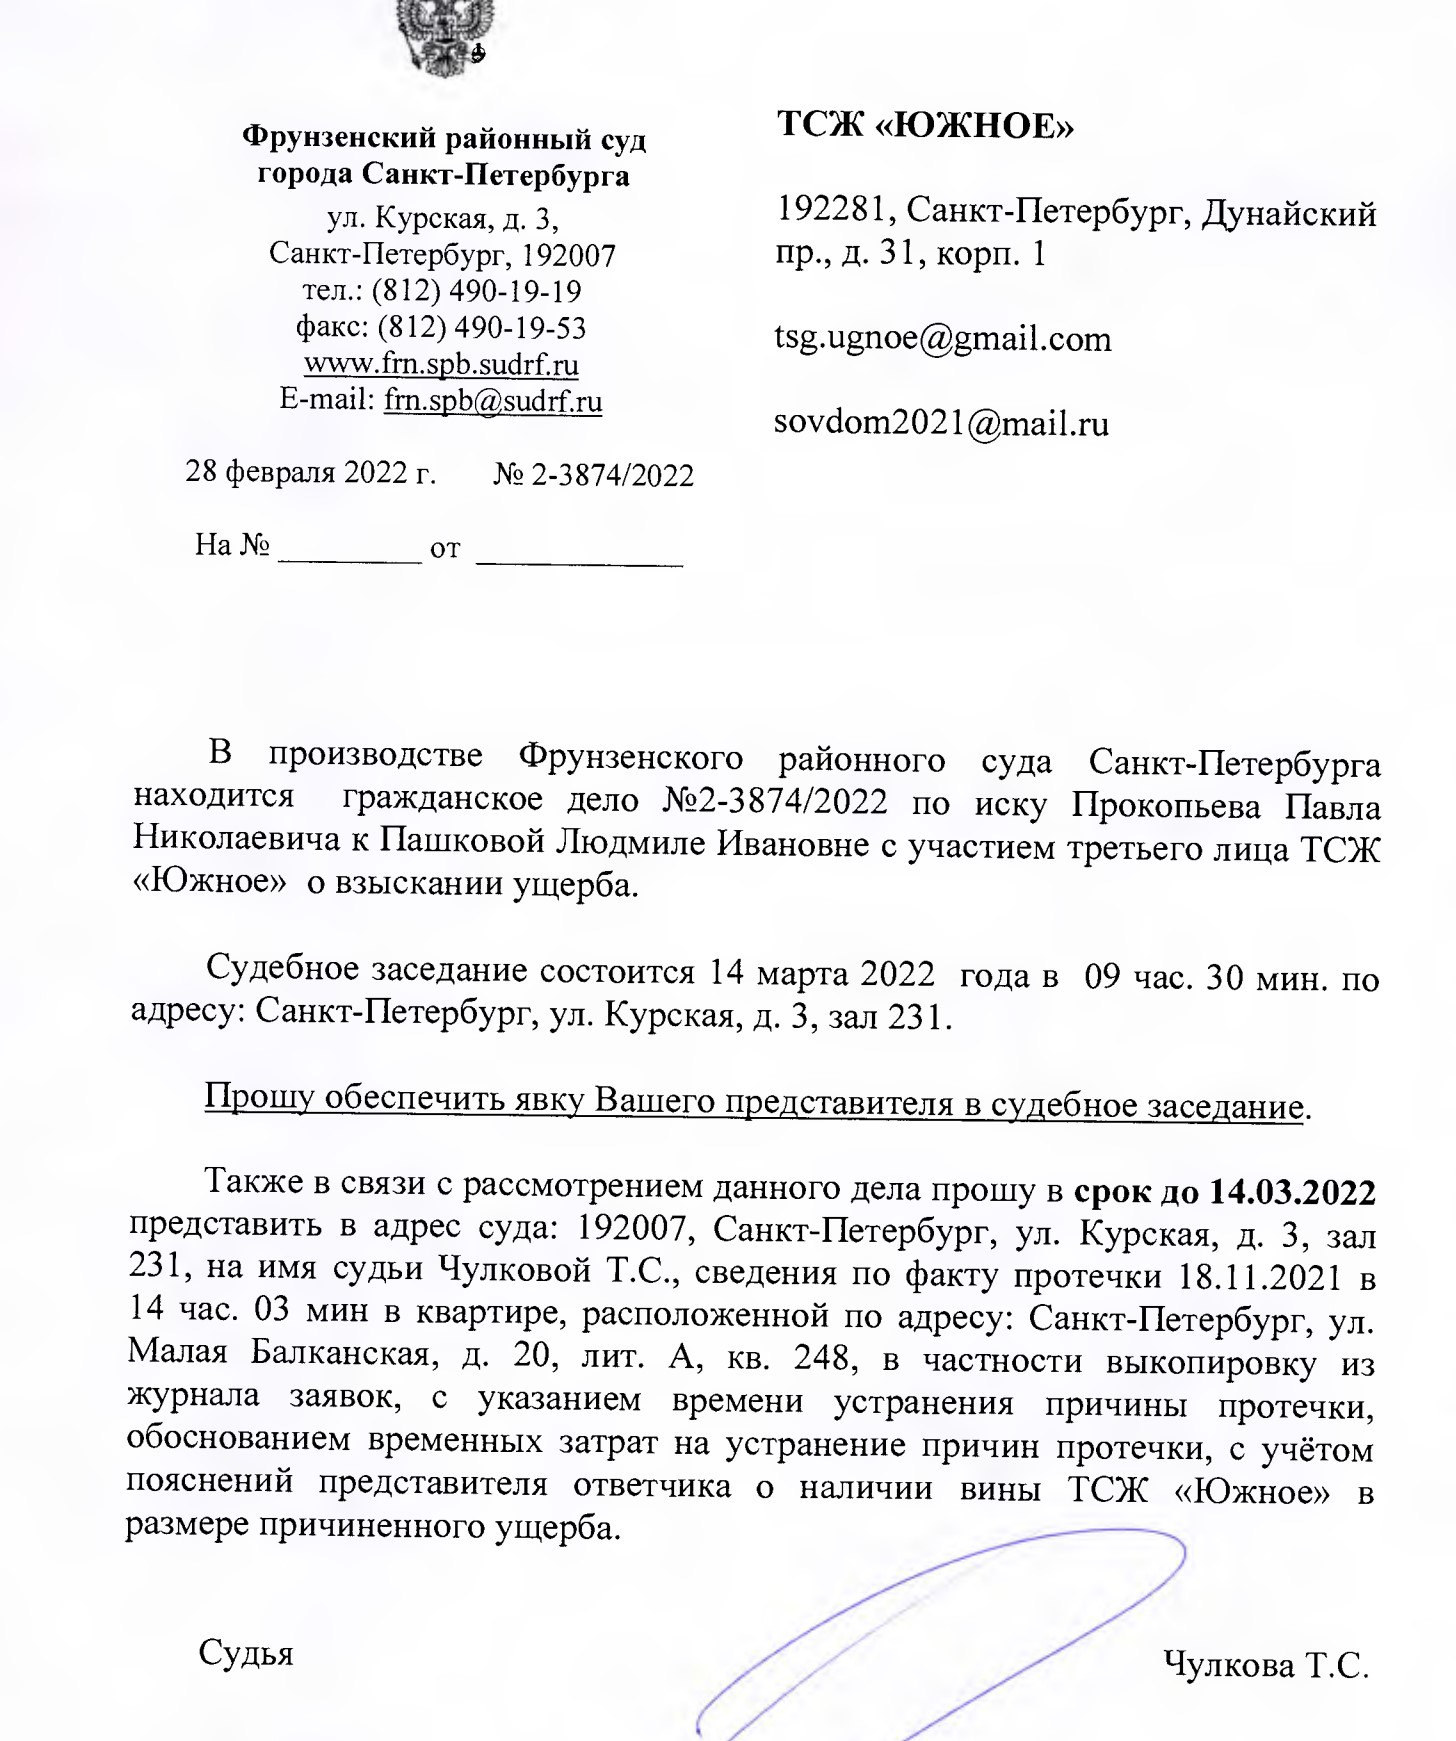 Фрунзенский районный суд
города Санкт-Петербурга
ул. Курская, д. 3,
Санкт-Петербург, 192007
тел.: (812) 490-19-19
факс: (812) 490-19-53
www.frn.spb.sudrf.ru
E-mail: frn.spb@sudrf.ru
28 февраля 2022 г. № 2-3874/2022
На № __________ от ______________
ТСЖ «ЮЖНОЕ»
192281, Санкт-Петербург, Дунайский
пр., д. 31, корп. 1
tsg.ugnoe@gmail.com
sovdom2021@mail.ru
В производстве Фрунзенского районного суда Санкт-Петербурга
находится гражданское дело №2-3874/2022 по иску Прокопьева Павла
Николаевича к Пашковой Людмиле Ивановне с участием третьего лица ТСЖ
«Южное» о взыскании ущерба.
Судебное заседание состоится 14 марта 2022 года в 09 час. 30 мин. по
адресу: Санкт-Петербург, ул. Курская, д. 3, зал 231.
Прошу обеспечить явку Вашего представителя в судебное заседание.
Также в связи с рассмотрением данного дела прошу в срок до 14.03.2022
представить в адрес суда: 192007, Санкт-Петербург, ул. Курская, д. 3, зал
231, на имя судьи Чулковой Т.С., сведения по факту протечки 18.11.2021 в
14 час. 03 мин в квартире, расположенной по адресу: Санкт-Петербург, ул.
Малая Балканская, д. 20, лит. А, кв. 248, в частности выкопировку из
журнала заявок, с указанием времени устранения причины протечки,
обоснованием временных затрат на устранение причин протечки, с учётом
пояснений представителя ответчика о наличии вины ТСЖ «Южное» в
размере причиненного ущерба.
Судья Чулкова Т.С.